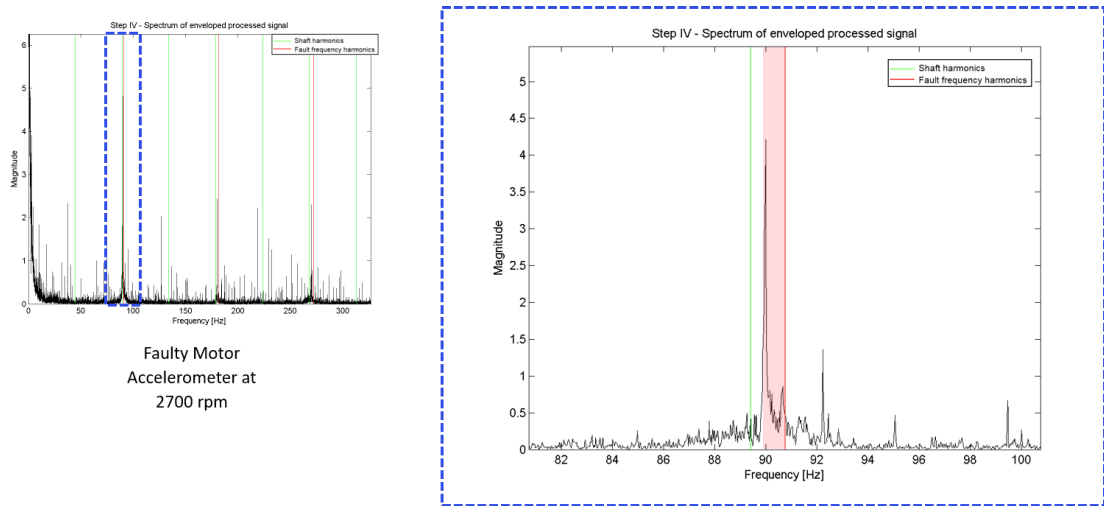 Step IV - Spectrum of enveloped processed signal
Shaft harmonics
Fault frequency harmonics
6
5
4
3
2
1
0
Magnitude
0 50 100 150 200 250 300
Frequency [Hz]
Faulty Motor
Accelerometer at
2700 rpm
Step IV - Spectrum of enveloped processed signal
Shaft harmonics
Fault frequency harmonics
5
4.5
4
3.5
3
2.5
2
1.5
1
0.5
0
Magnitude
82 84 86 88 90 92 94 96 98 100
Frequency [Hz]